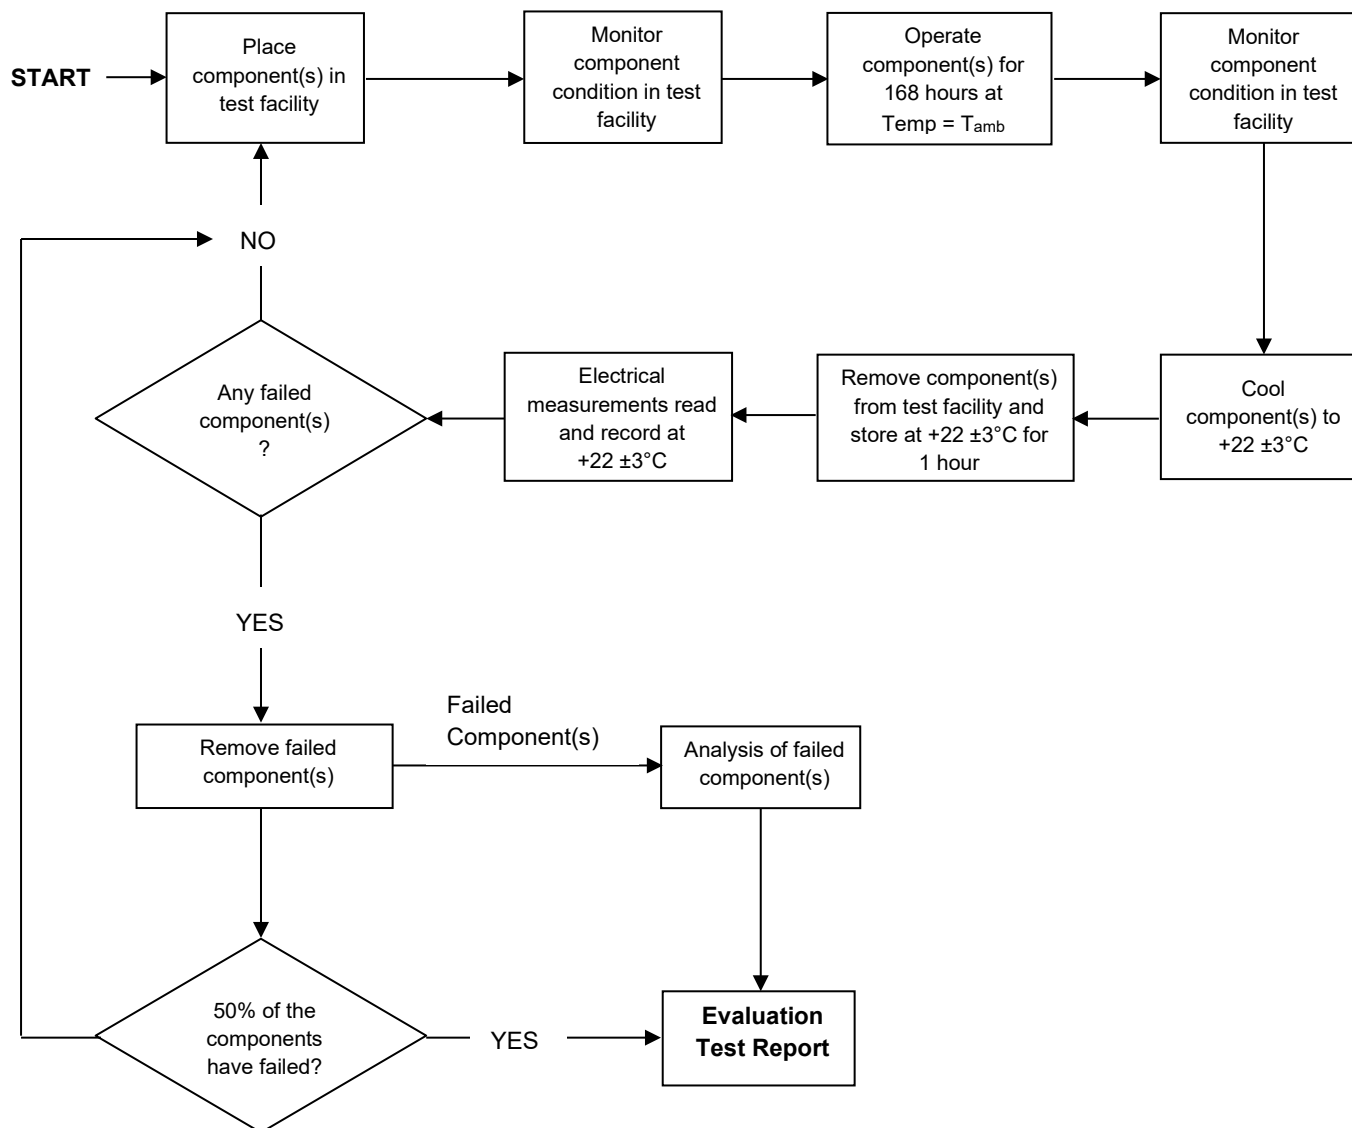 START
Place
component(s) in
test facility
Monitor
component
condition in test
facility
Operate
component(s) for
168 hours at
Temp = Tamb
Monitor
component
condition in test
facility
NO
Any failed
component(s)
?
Electrical
measurements read
and record at
+22 ±3°C
Remove component(s)
from test facility and
store at +22 ±3°C for
1 hour
Cool
component(s) to
+22 ±3°C
YES
Remove failed
component(s)
Failed
Component(s)
Analysis of failed
component(s)
50% of the
components
have failed?
YES
Evaluation
Test Report